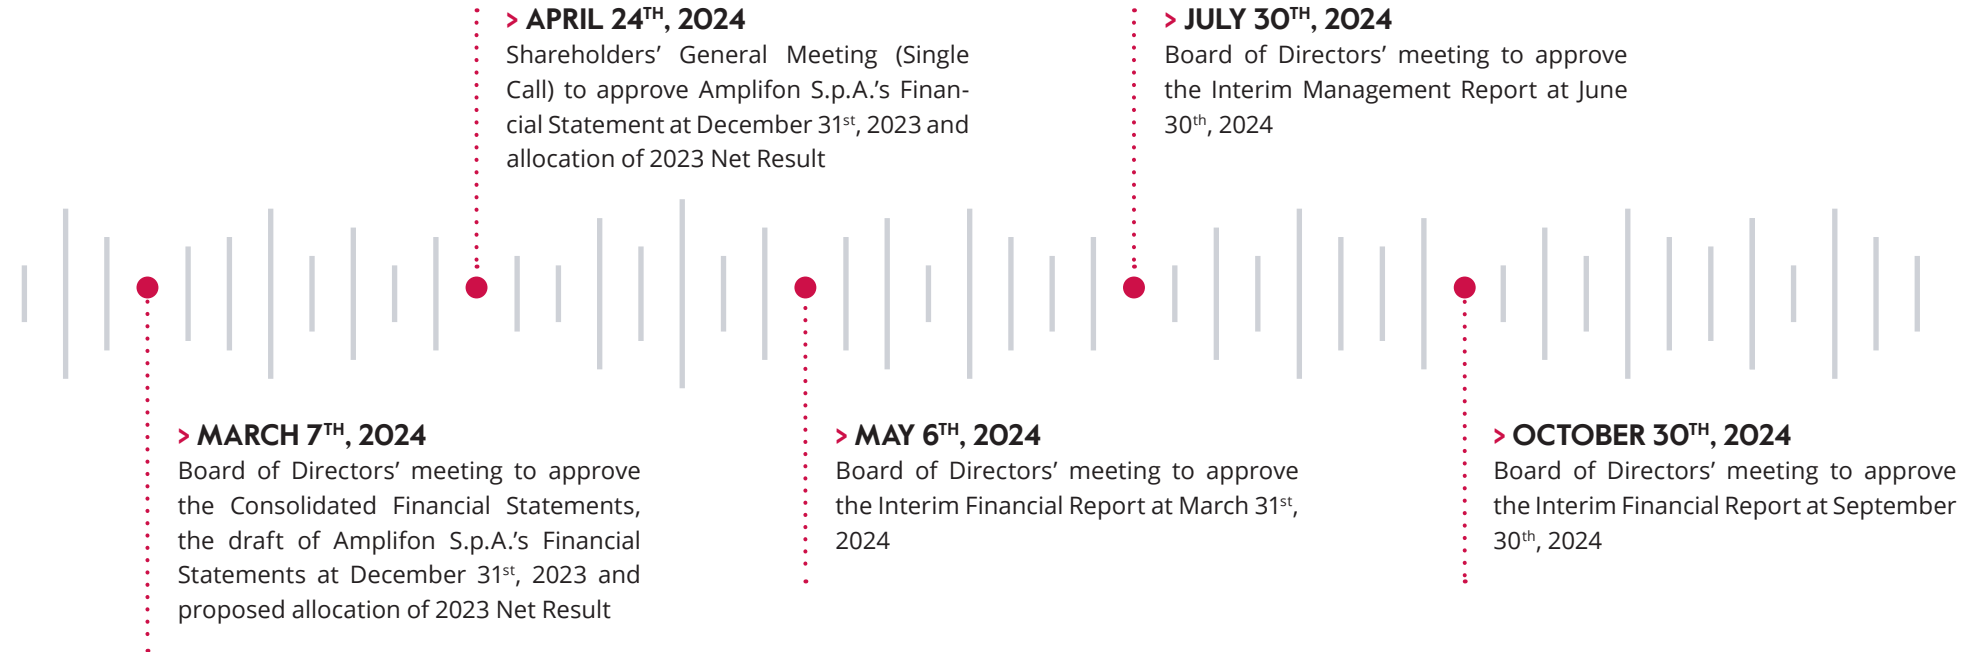 > APRIL 24TH, 2024
Shareholders’ General Meeting (Single
Call) to approve Amplifon S.p.A.’s Finan-
cial Statement at December 31st, 2023 and
allocation of 2023 Net Result
> JULY 30TH, 2024
Board of Directors’ meeting to approve
the Interim Management Report at June
30th, 2024
> MARCH 7TH, 2024
Board of Directors’ meeting to approve
the Consolidated Financial Statements,
the draft of Amplifon S.p.A.’s Financial
Statements at December 31st, 2023 and
proposed allocation of 2023 Net Result
> MAY 6TH, 2024
Board of Directors’ meeting to approve
the Interim Financial Report at March 31st,
2024
> OCTOBER 30TH, 2024
Board of Directors’ meeting to approve
the Interim Financial Report at September
30th, 2024